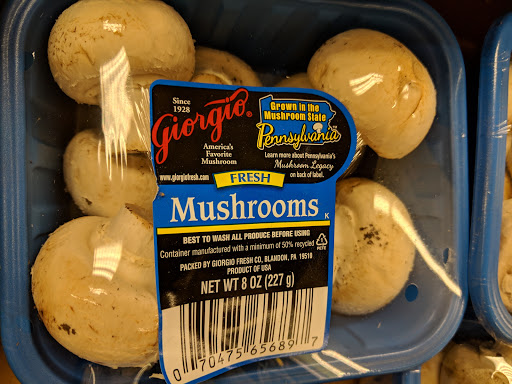 Since
1928
Giorgio®
America's
Favorite
Mushroom
www.giorgiofresh.com
Grown in the
Mushroom State
Pennsylvania
Learn more about Pennsylvania's
Mushroom Legacy
on back of label.
FRESH
Mushrooms K
BEST TO WASH ALL PRODUCE BEFORE USING
Container manufactured with a minimum of 50% recycled
PETE
PACKED BY GIORGIO FRESH CO, BLANDON, PA 19510
PRODUCT OF USA
NET WT 8 OZ (227 g)
0 70475 65689 7